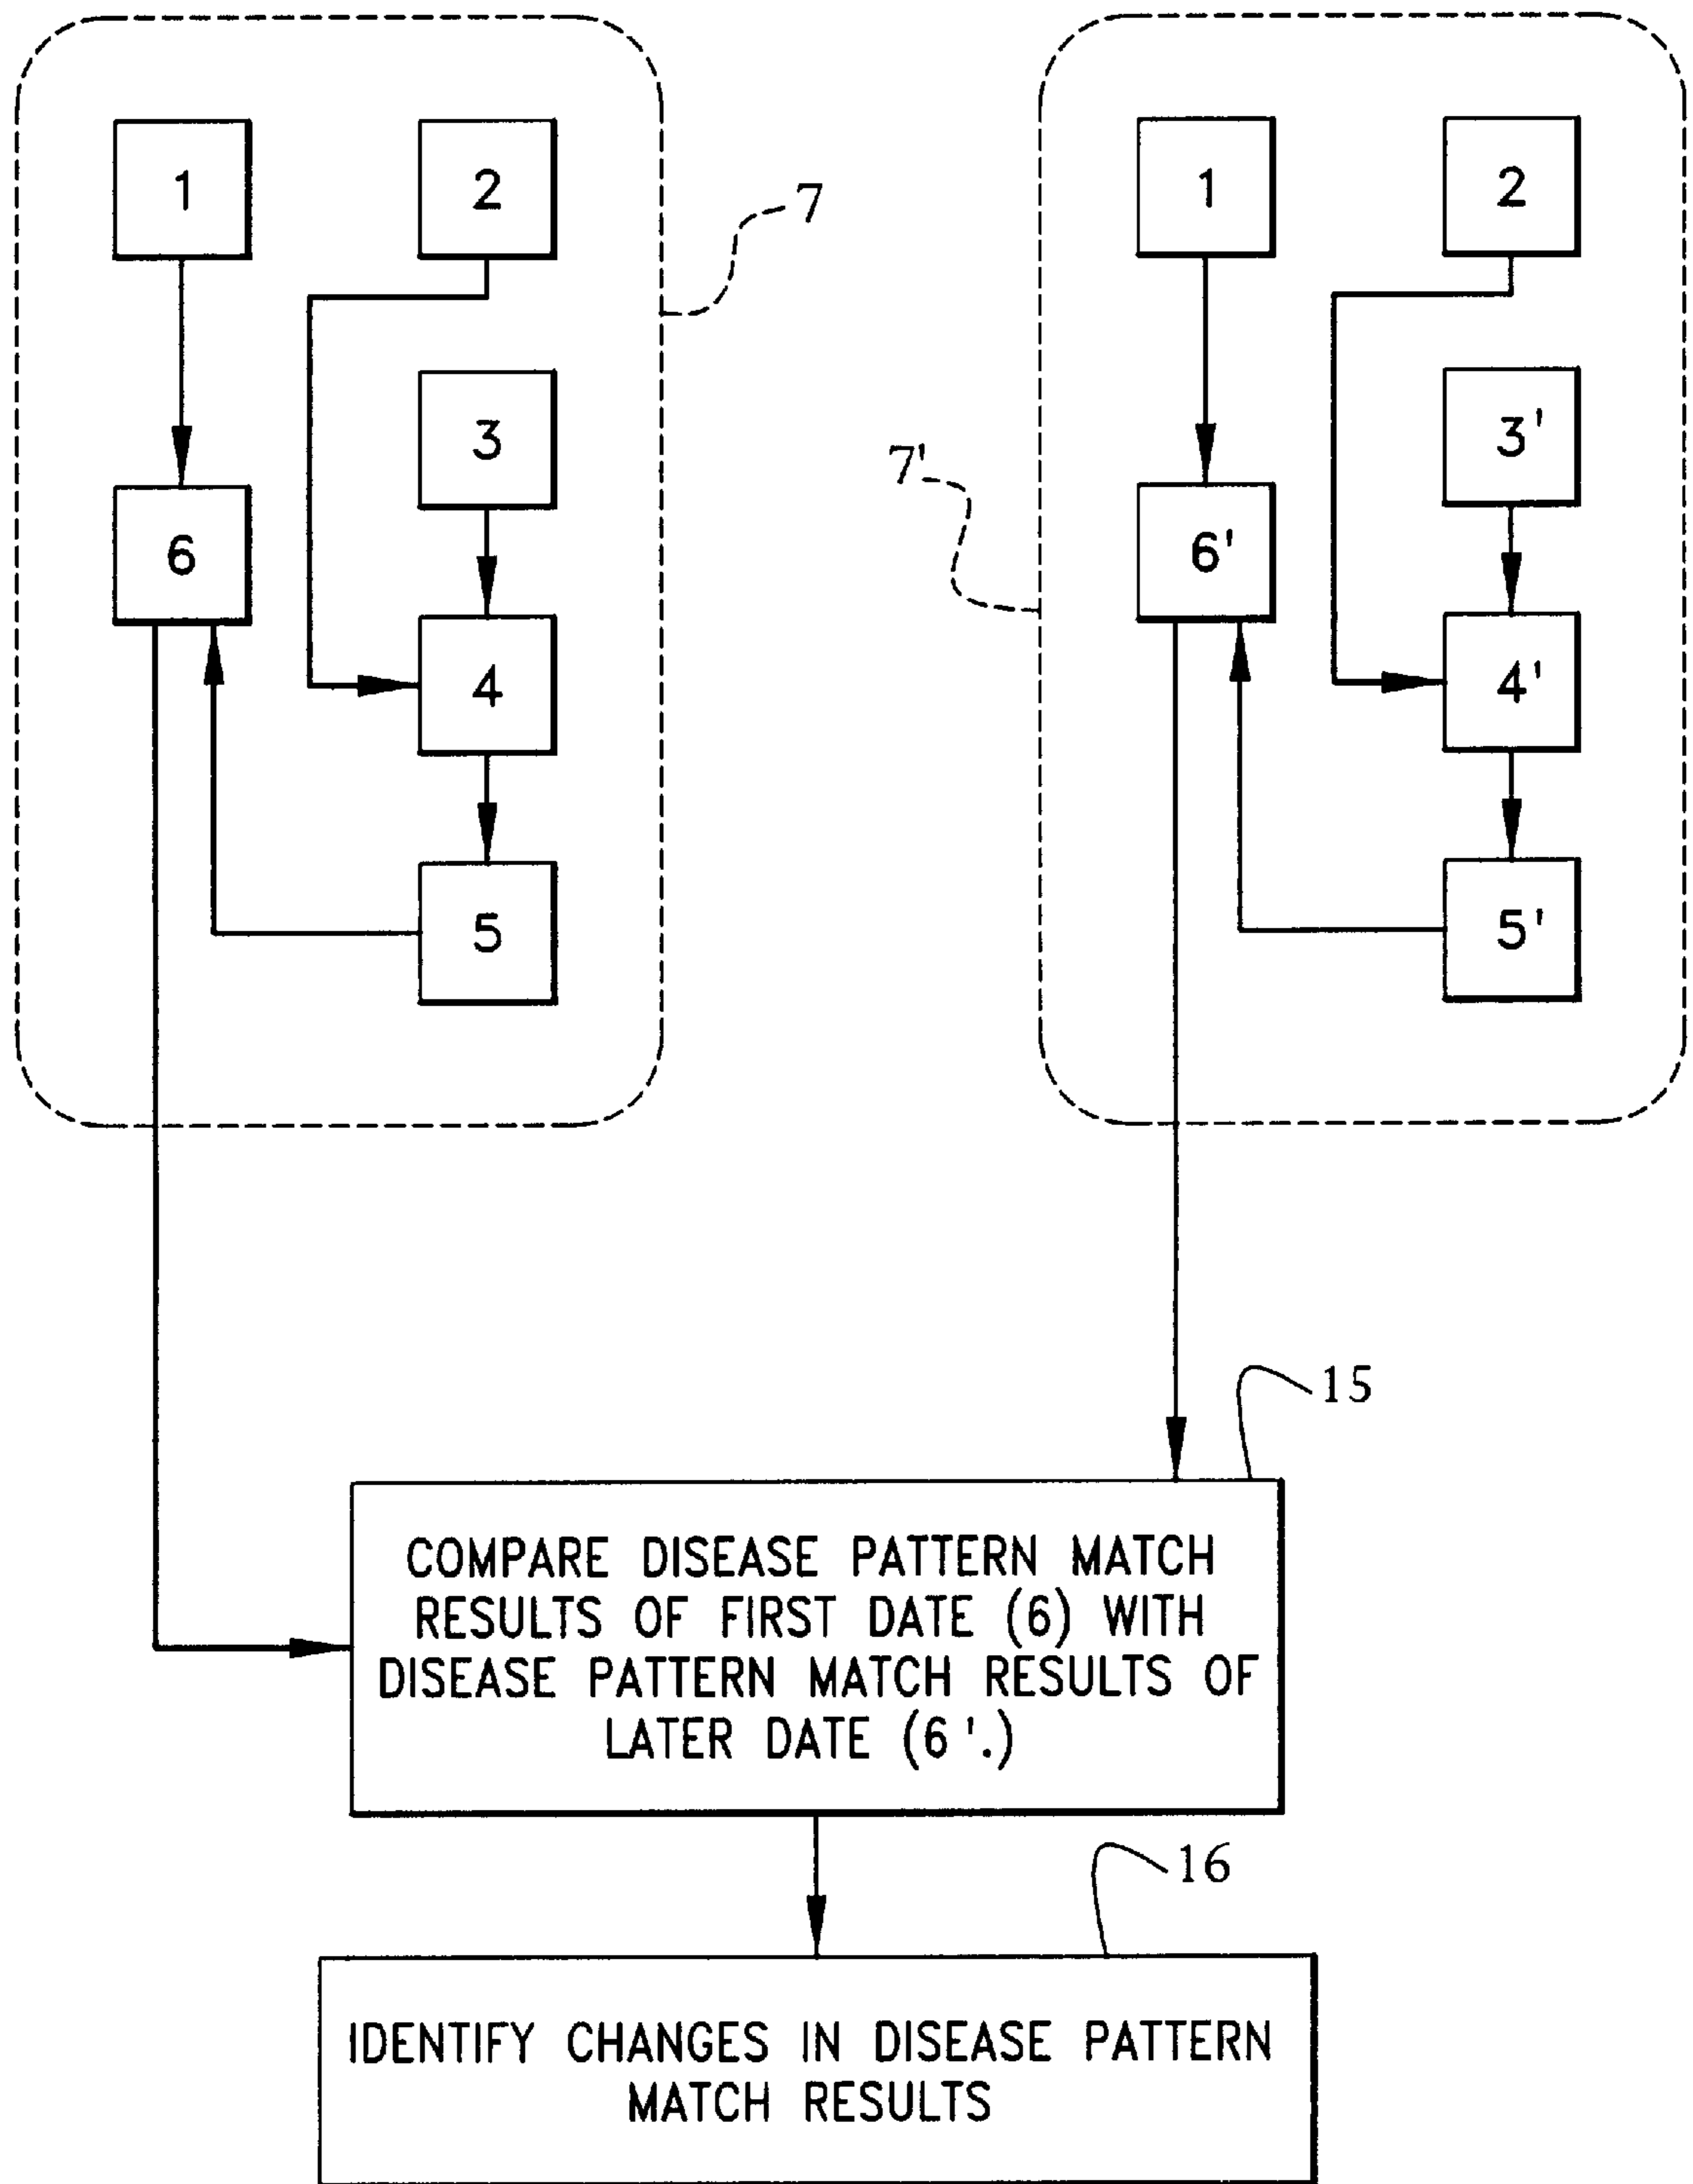 1
2
7
3
6
4
5
1
2
3'
7'
6'
4'
5'
15
COMPARE DISEASE PATTERN MATCH
RESULTS OF FIRST DATE (6) WITH
DISEASE PATTERN MATCH RESULTS OF
LATER DATE (6'.)
16
IDENTIFY CHANGES IN DISEASE PATTERN
MATCH RESULTS